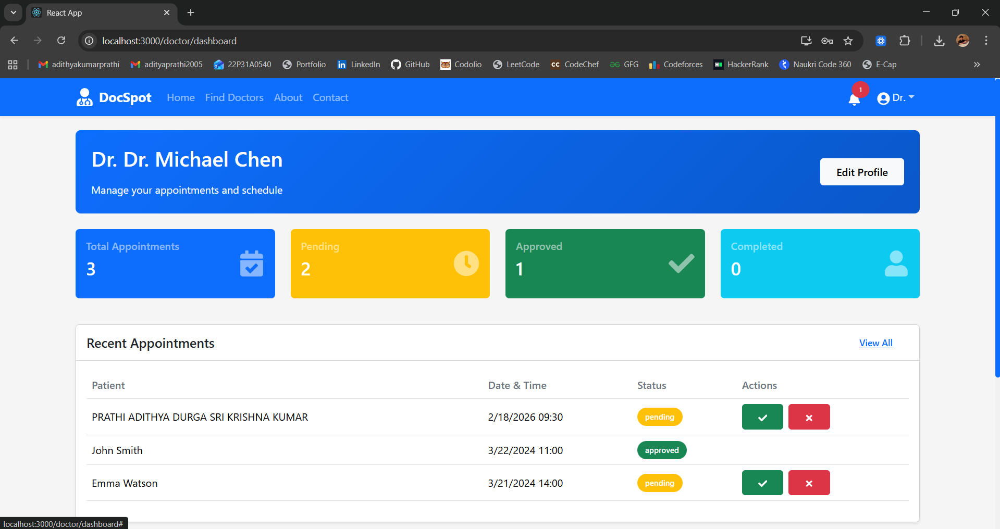 React App
localhost:3000/doctor/dashboard
adithyakumarprathi adityaprathi2005 22P31A0540 Portfolio LinkedIn GitHub Codolio LeetCode CodeChef GFG Codeforces HackerRank Naukri Code 360 E-Cap
DocSpot Home Find Doctors About Contact 1 Dr.
Dr. Dr. Michael Chen
Edit Profile
Manage your appointments and schedule
Total Appointments Pending Approved Completed
3 2 1 0
Recent Appointments View All
Patient Date & Time Status Actions
PRATHI ADITHYA DURGA SRI KRISHNA KUMAR 2/18/2026 09:30 pending
John Smith 3/22/2024 11:00 approved
Emma Watson 3/21/2024 14:00 pending
localhost:3000/doctor/dashboard#